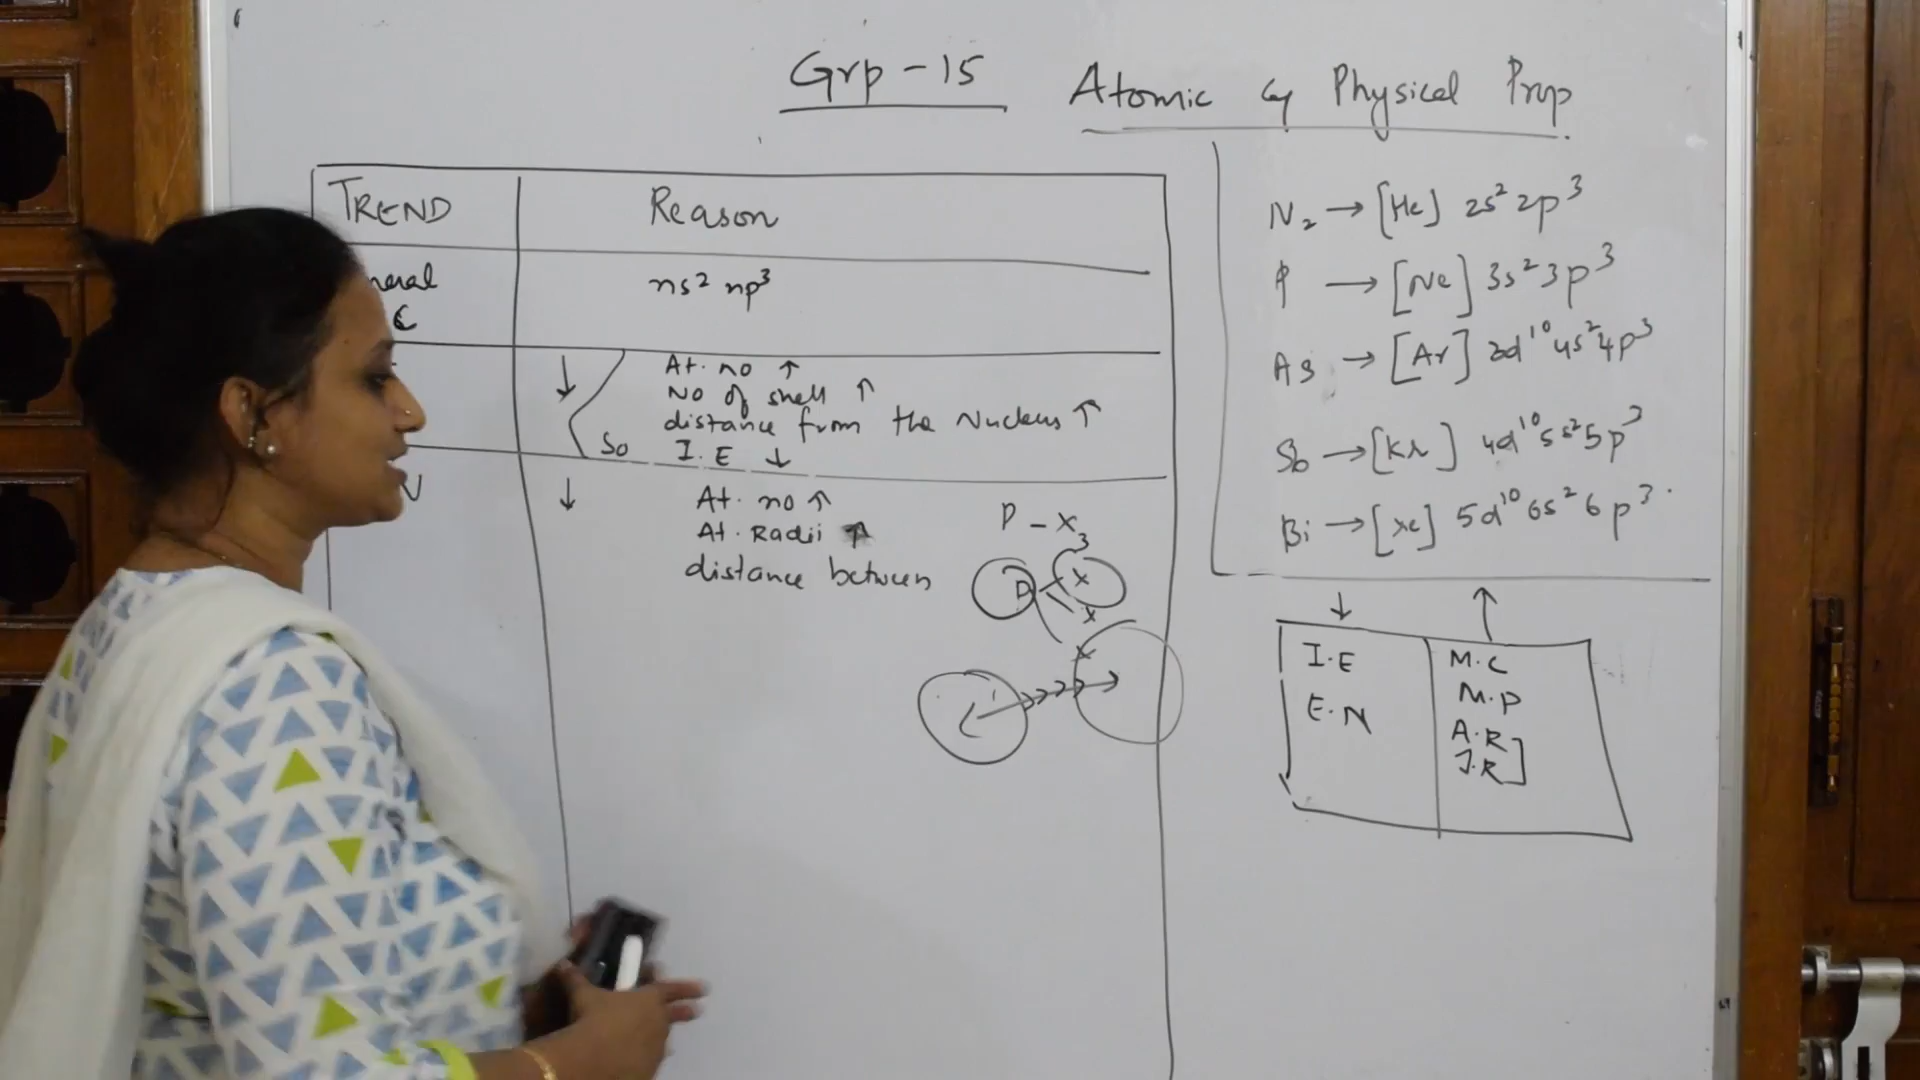 Grp - 15 Atomic & Physical Prop.
TREND Reason
neral ns² np³
C
↓ At. no ↑
No of shell ↑
distance from the Nucleus ↑
So I.E ↓
N ↓ At. no ↑
At. Radii ↑
distance between
P - X₃
P X
X
X
N₂ → [He] 2s² 2p³
P → [Ne] 3s² 3p³
As → [Ar] 3d¹⁰ 4s² 4p³
Sb → [Kr] 4d¹⁰ 5s² 5p³
Bi → [Xe] 5d¹⁰ 6s² 6p³
↓ ↑
I.E M.C
E.N M.P
A.R
I.R